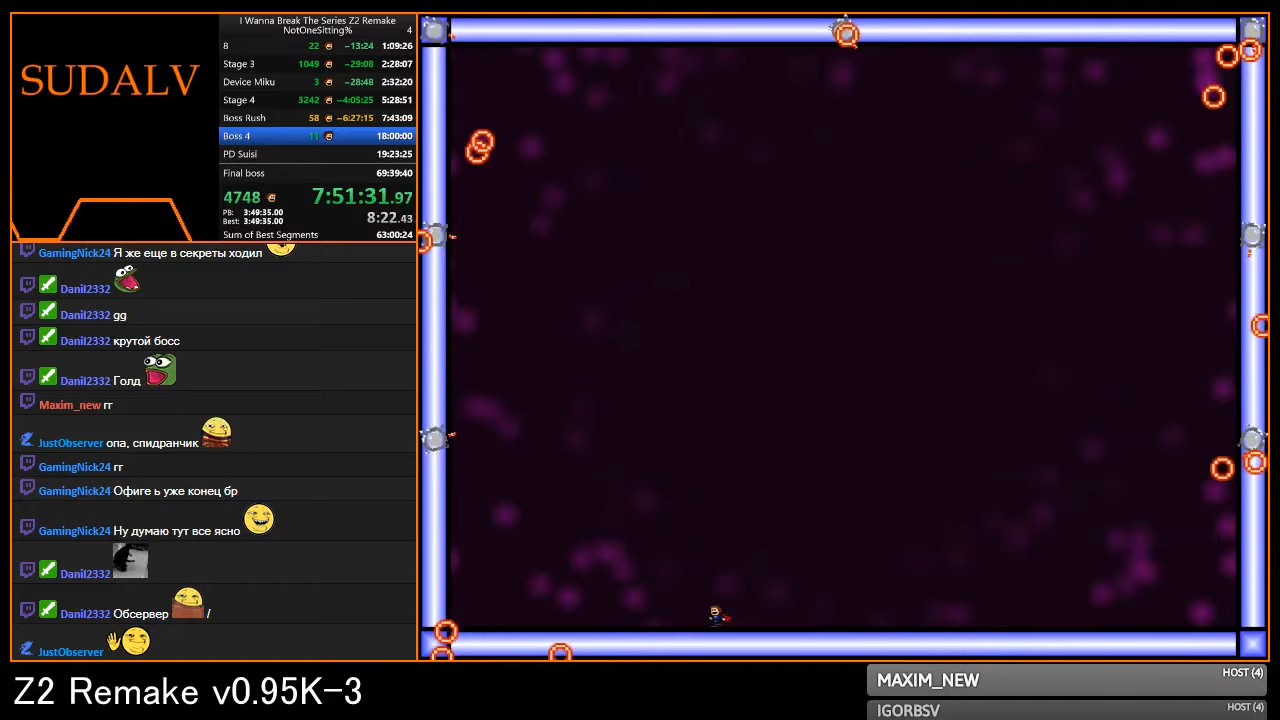 SUDALV
I Wanna Break The Series Z2 Remake
NotOneSitting% 4
8 22 −13:24 1:09:26
Stage 3 1049 −29:08 2:28:07
Device Miku 3 −28:48 2:32:20
Stage 4 3242 −4:05:25 5:28:51
Boss Rush 58 −6:27:15 7:43:09
Boss 4 11 18:00:00
PD Suisi 19:23:25
Final boss 69:39:40
4748 7:51:31.97
PB: 3:49:35.00
Best: 3:49:35.00
8:22.43
Sum of Best Segments 63:00:24
GamingNick24 Я же еще в секреты ходил
Danil2332
Danil2332 gg
Danil2332 крутой босс
Danil2332 Голд
Maxim_new гг
JustObserver опа, спидранчик
GamingNick24 гг
GamingNick24 Офиге ь уже конец бр
GamingNick24 Ну думаю тут все ясно
Danil2332
Danil2332 Обсервер /
JustObserver
Z2 Remake v0.95K-3
MAXIM_NEW HOST (4)
IGORBSV HOST (4)